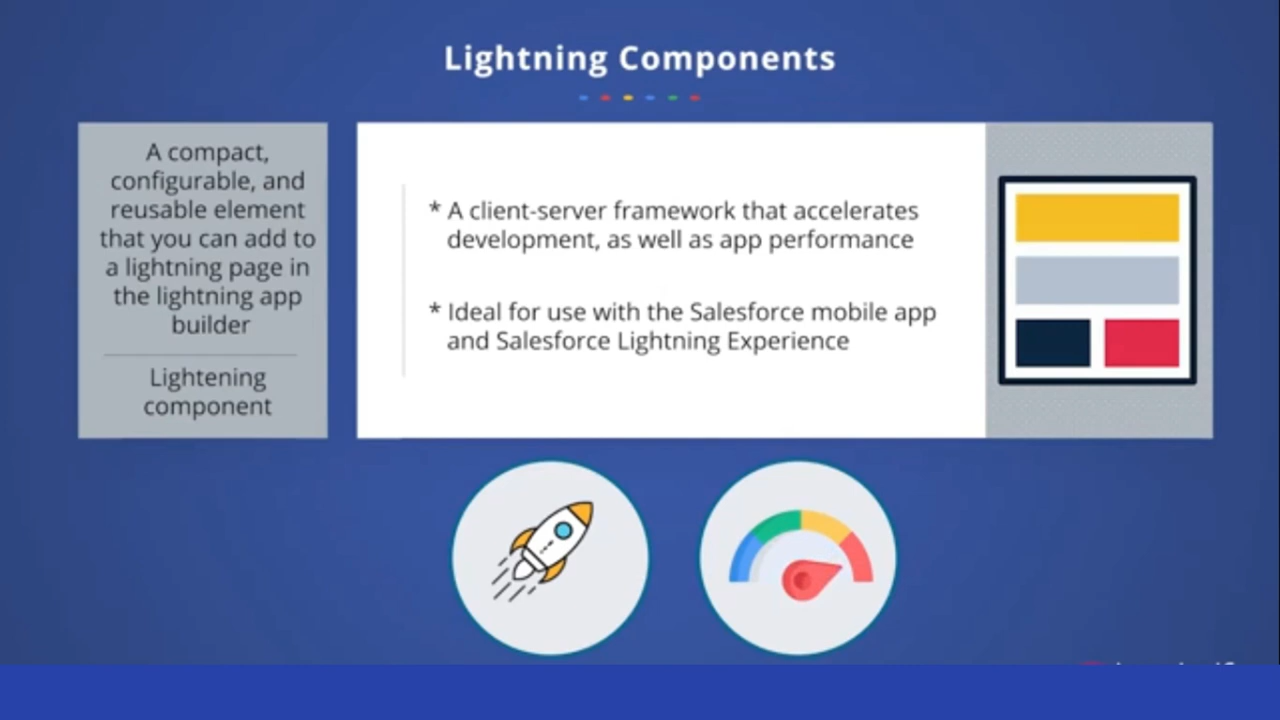 Lightning Components
A compact,
configurable, and
reusable element
that you can add to
a lightning page in
the lightning app
builder
Lightening
component
* A client-server framework that accelerates
development, as well as app performance
* Ideal for use with the Salesforce mobile app
and Salesforce Lightning Experience